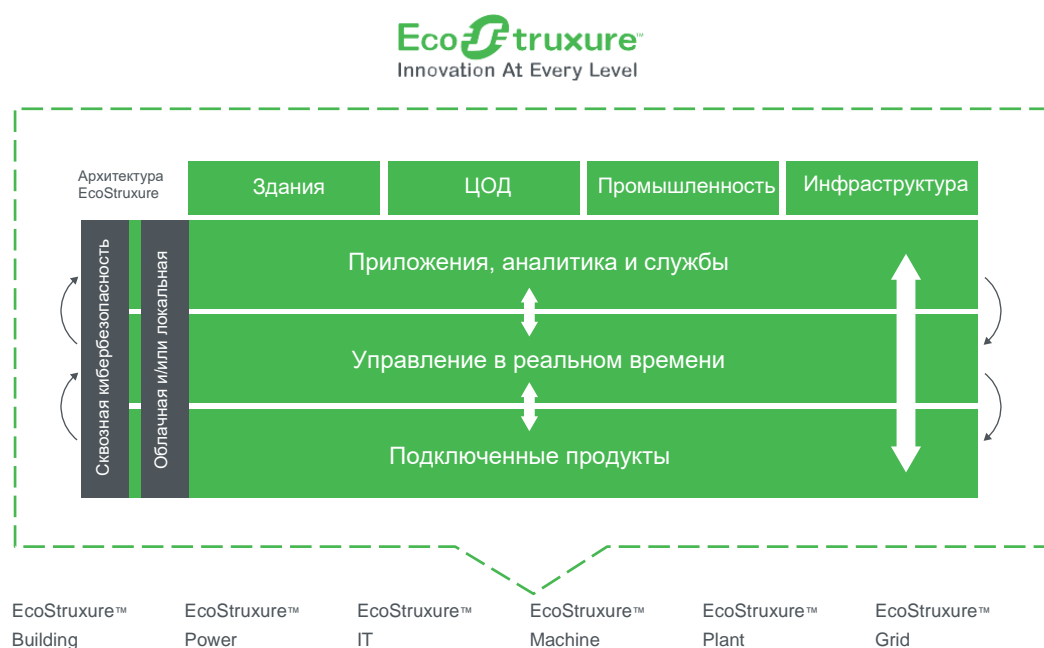 EcoStruxure™
Innovation At Every Level
Архитектура
EcoStruxure
Здания
ЦОД
Промышленность
Инфраструктура
Сквозная кибербезопасность
Облачная и/или локальная
Приложения, аналитика и службы
Управление в реальном времени
Подключенные продукты
EcoStruxure™
Building
EcoStruxure™
Power
EcoStruxure™
IT
EcoStruxure™
Machine
EcoStruxure™
Plant
EcoStruxure™
Grid